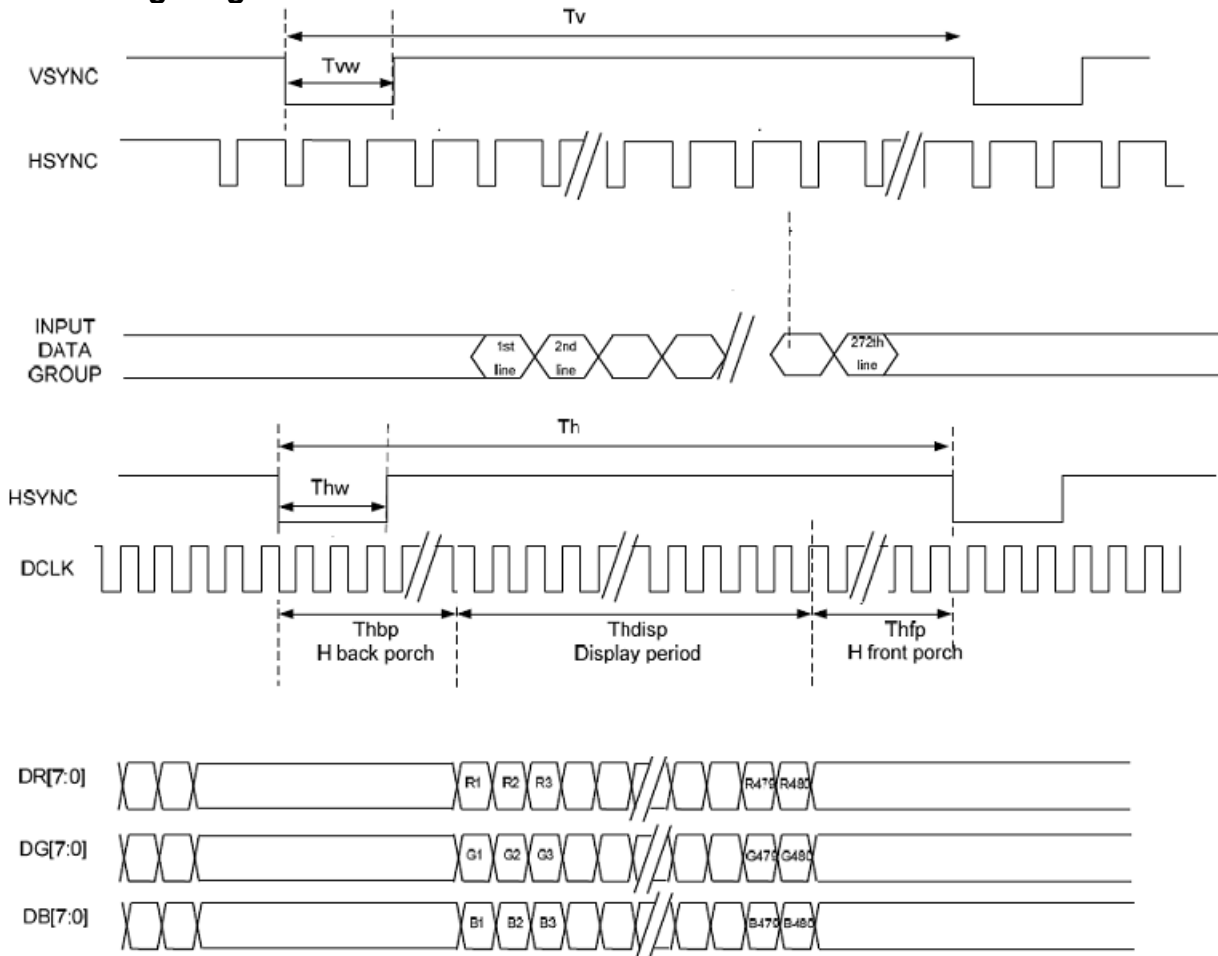 Tv
VSYNC
Tvw
HSYNC
INPUT
DATA
GROUP
1st
line
2nd
line
272th
line
Th
HSYNC
Thw
DCLK
Thbp
H back porch
Thdisp
Display period
Thfp
H front porch
DR[7:0]
R1 R2 R3 R479 R480
DG[7:0]
G1 G2 G3 G479 G480
DB[7:0]
B1 B2 B3 B479 B480